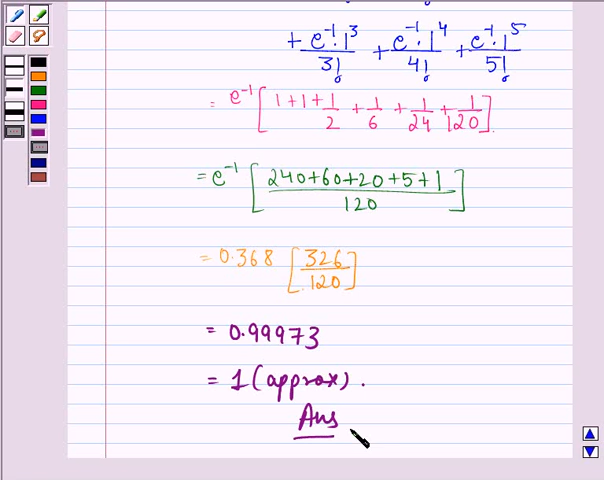 + e⁻¹.1³/3! + e⁻¹.1⁴/4! + e⁻¹.1⁵/5!
= e⁻¹ [ 1 + 1 + 1/2 + 1/6 + 1/24 + 1/120 ].
= e⁻¹ [ (240+60+20+5+1)/120 ]
= 0.368 [ 326/120 ]
= 0.99973
= 1 (approx).
Ans